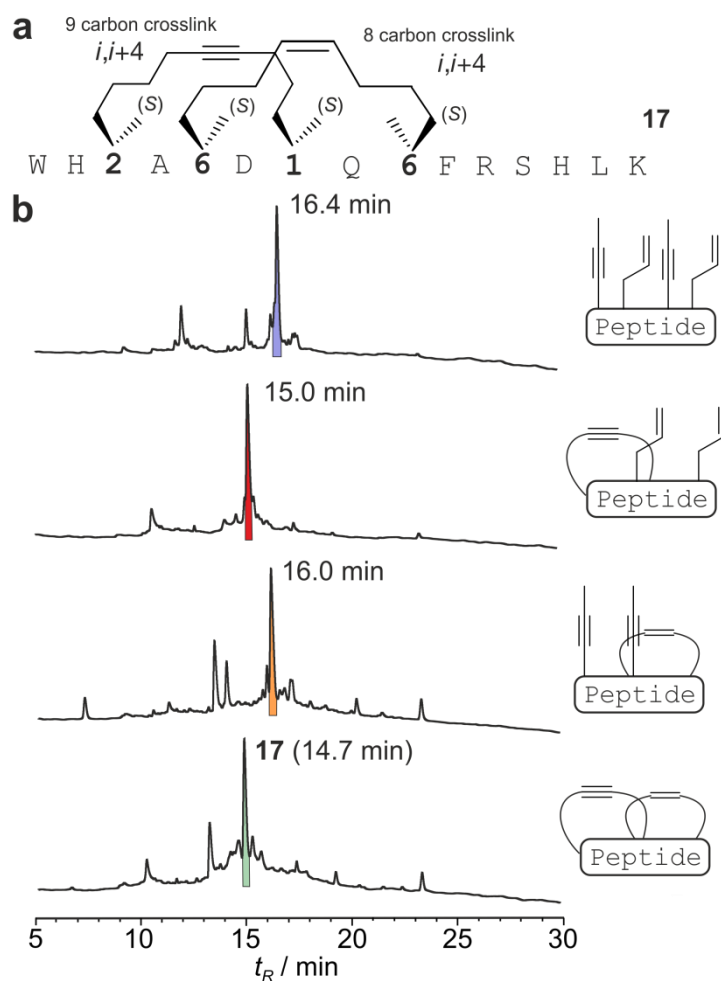 a
9 carbon crosslink
i,i+4
8 carbon crosslink
i,i+4
(S)
(S)
(S)
(S)
17
W H 2 A 6 D 1 Q 6 F R S H L K
b
16.4 min
Peptide
15.0 min
Peptide
16.0 min
Peptide
17 (14.7 min)
Peptide
5 10 15 20 25 30
tR / min